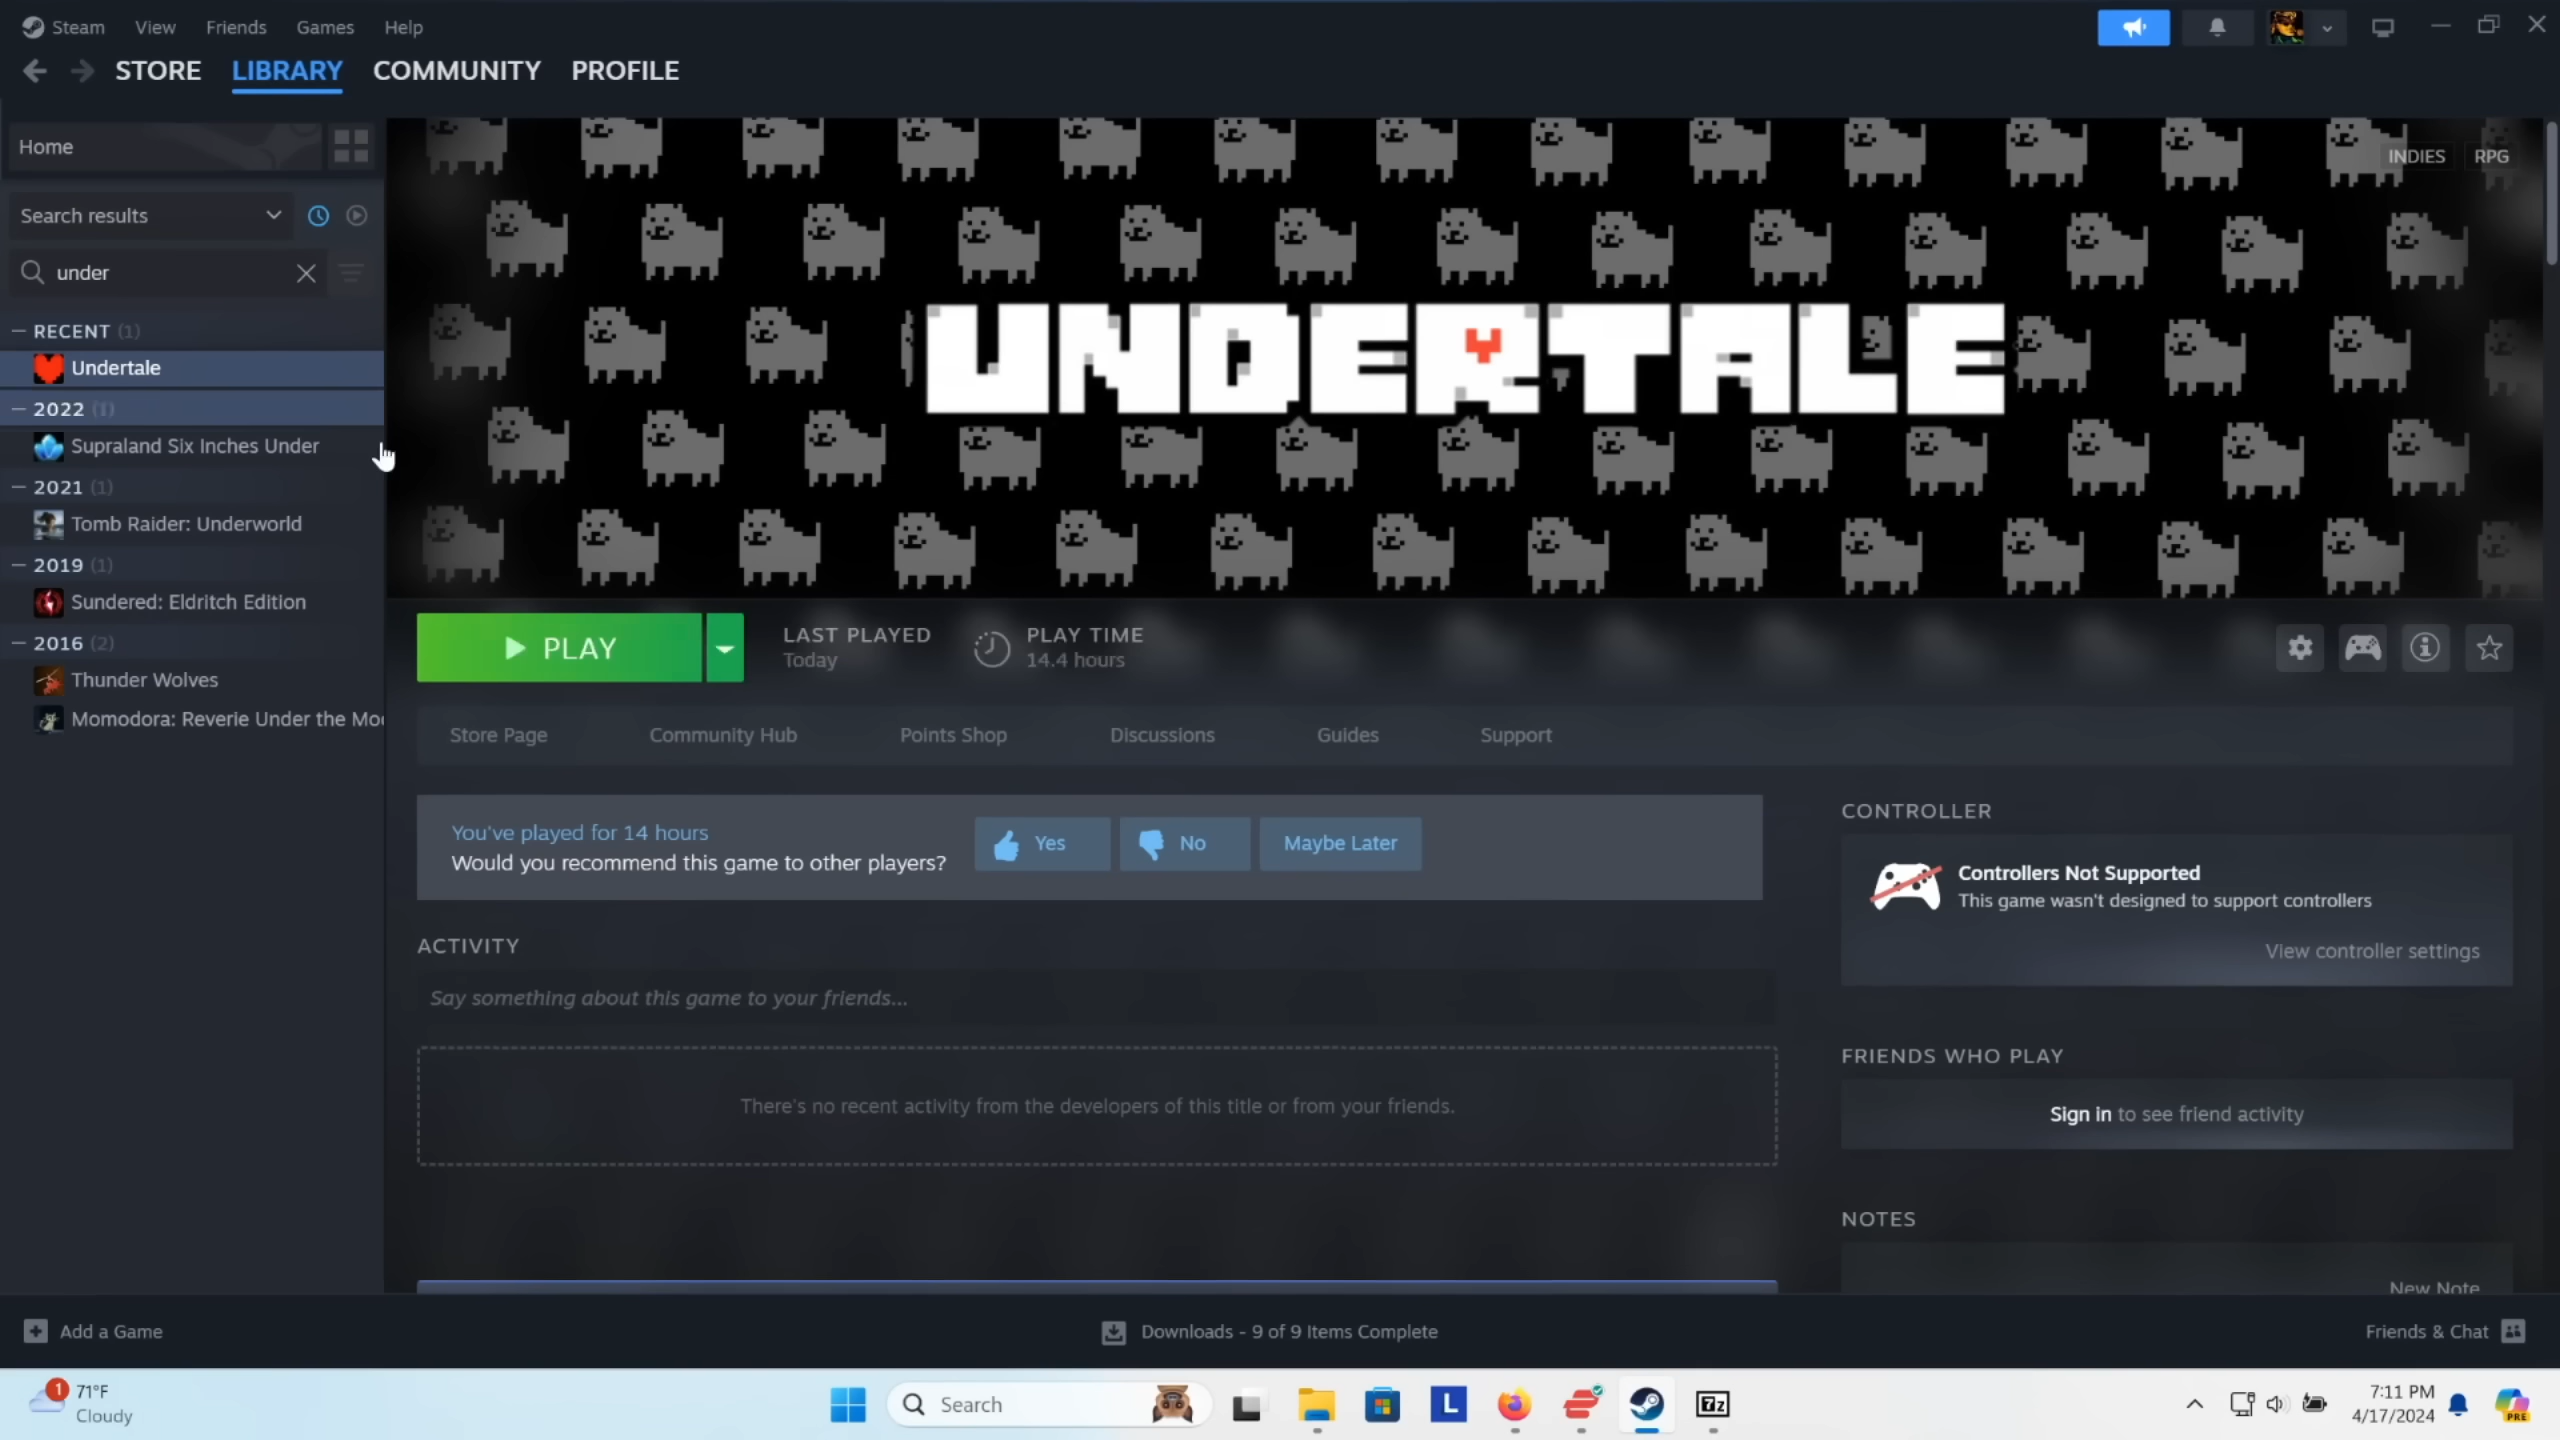 Steam View Friends Games Help
STORE LIBRARY COMMUNITY PROFILE
Home
Search results
under
— RECENT (1)
Undertale
— 2022 (1)
Supraland Six Inches Under
— 2021 (1)
Tomb Raider: Underworld
— 2019 (1)
Sundered: Eldritch Edition
— 2016 (2)
Thunder Wolves
Momodora: Reverie Under the Moo
INDIES RPG
UNDERTALE
PLAY
LAST PLAYED
Today
PLAY TIME
14.4 hours
Store Page Community Hub Points Shop Discussions Guides Support
You've played for 14 hours
Would you recommend this game to other players?
Yes No Maybe Later
ACTIVITY
Say something about this game to your friends...
There's no recent activity from the developers of this title or from your friends.
CONTROLLER
Controllers Not Supported
This game wasn't designed to support controllers
View controller settings
FRIENDS WHO PLAY
Sign in to see friend activity
NOTES
New Note
Add a Game
Downloads - 9 of 9 Items Complete
Friends & Chat
1
71°F
Cloudy
Search
L
7z
7:11 PM
4/17/2024
PRE